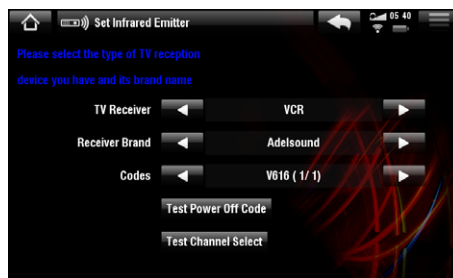 Set Infrared Emitter
05 40
Please select the type of TV reception
device you have and its brand name
TV Receiver VCR
Receiver Brand Adelsound
Codes V616 ( 1/ 1)
Test Power Off Code
Test Channel Select